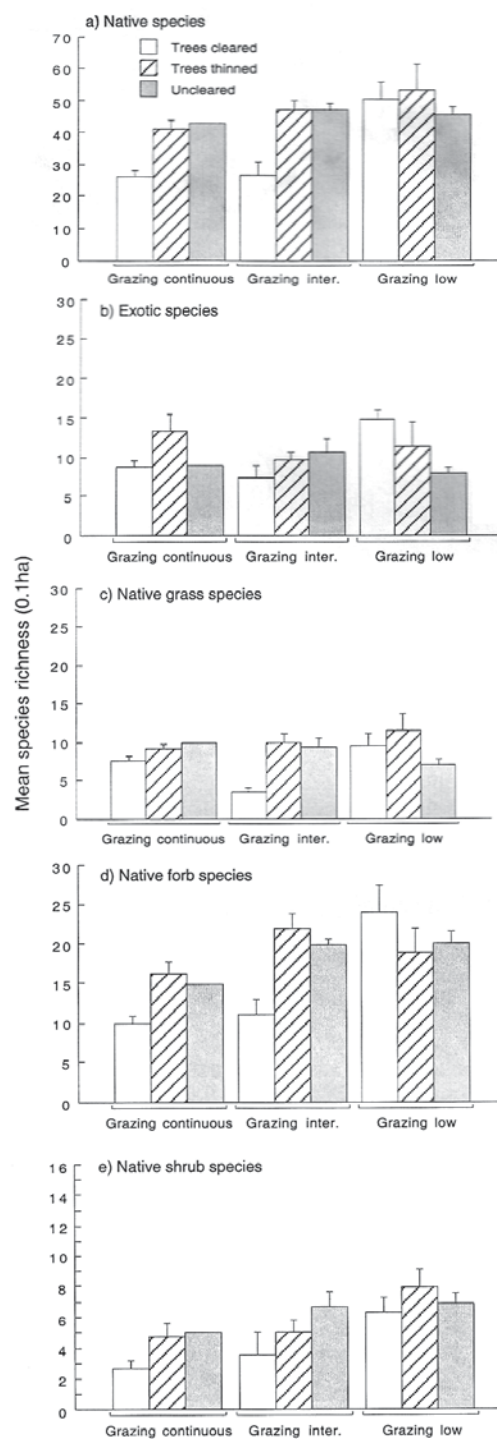 a) Native species
70
60
50
40
30
20
10
0
Trees cleared
Trees thinned
Uncleared
Grazing continuous Grazing inter. Grazing low
b) Exotic species
30
25
20
15
10
5
0
Grazing continuous Grazing inter. Grazing low
Mean species richness (0.1ha)
c) Native grass species
30
25
20
15
10
5
0
Grazing continuous Grazing inter. Grazing low
d) Native forb species
30
25
20
15
10
5
0
Grazing continuous Grazing inter. Grazing low
e) Native shrub species
16
14
12
10
8
6
4
2
0
Grazing continuous Grazing inter. Grazing low